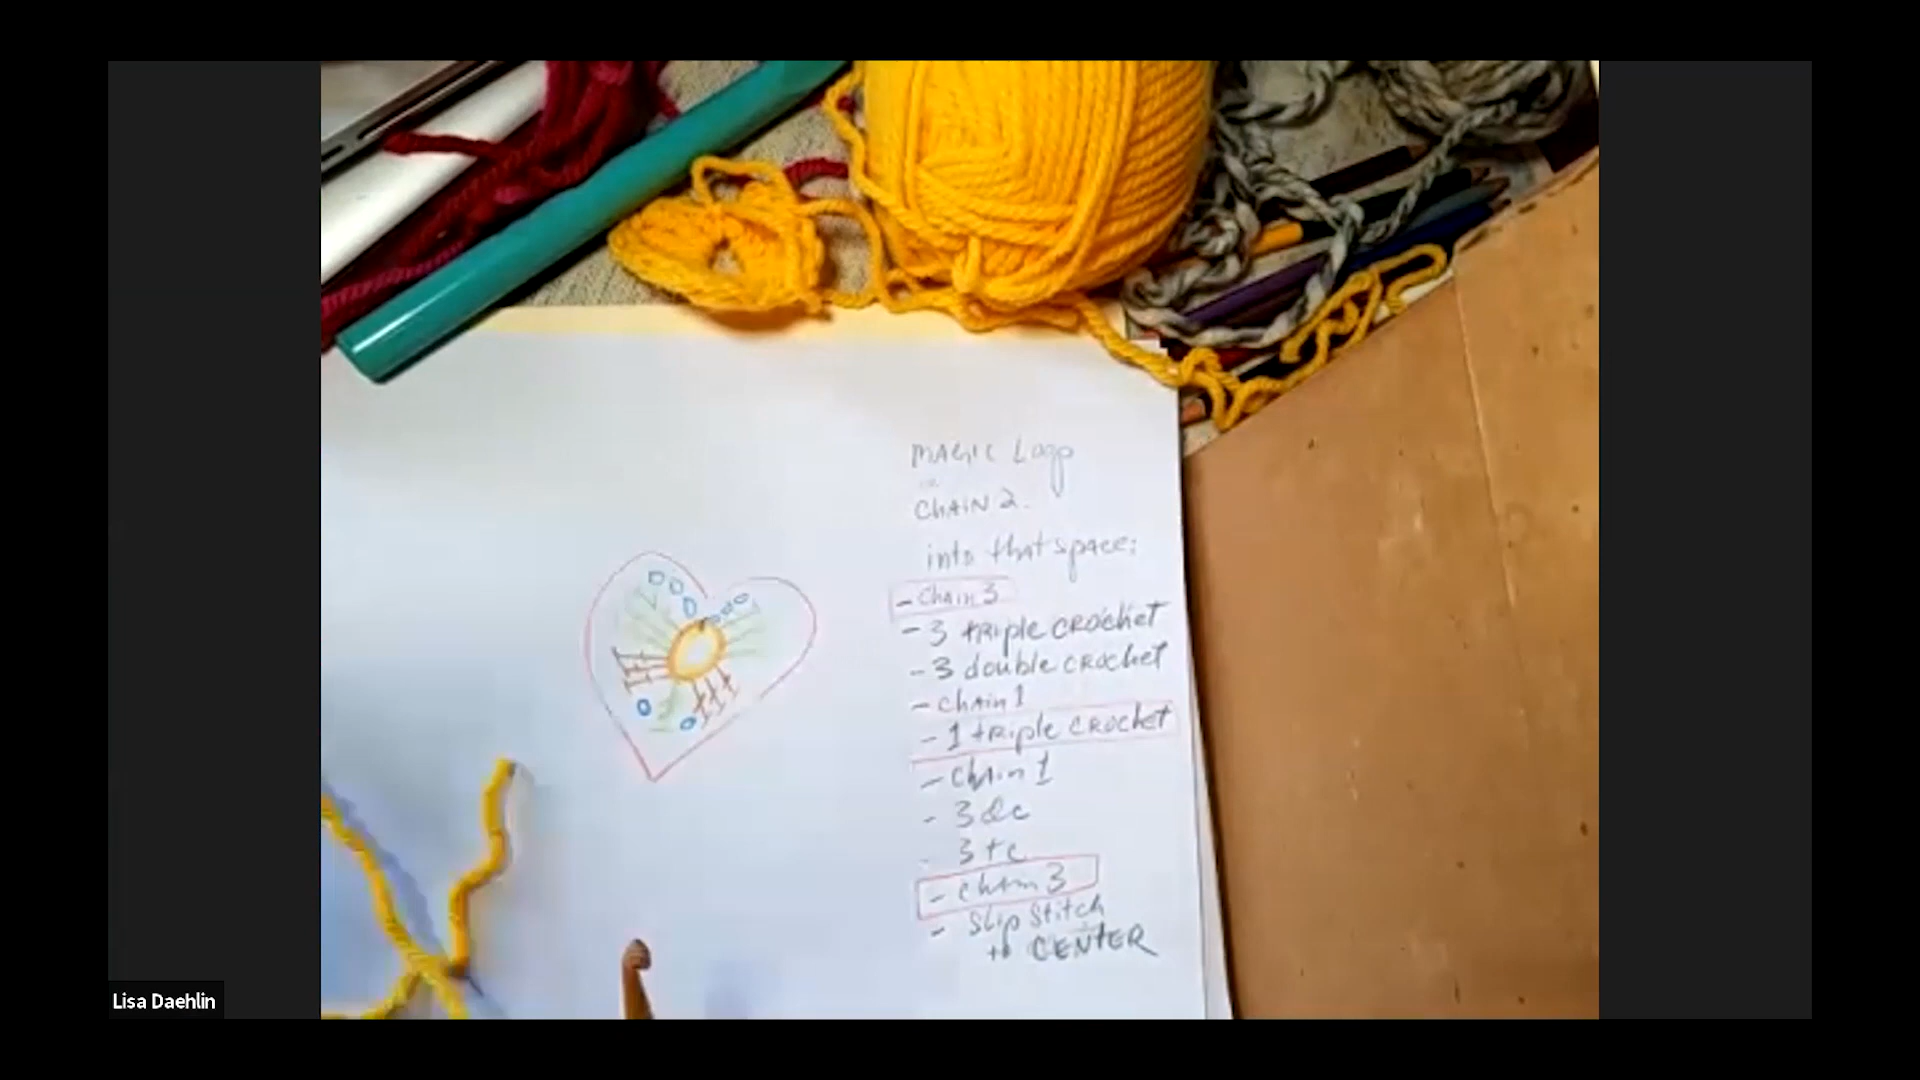 MAGIC Loop
or
ChAIN 2.
into that space:
- Chain 3
- 3 tRiple CROchet
- 3 double CROchet
- chain 1
- 1 tRiple CROchet
- Chain 1
- 3 dc
- 3 tc
- chain 3
- Slip Stitch
to CENtER
Lisa Daehlin